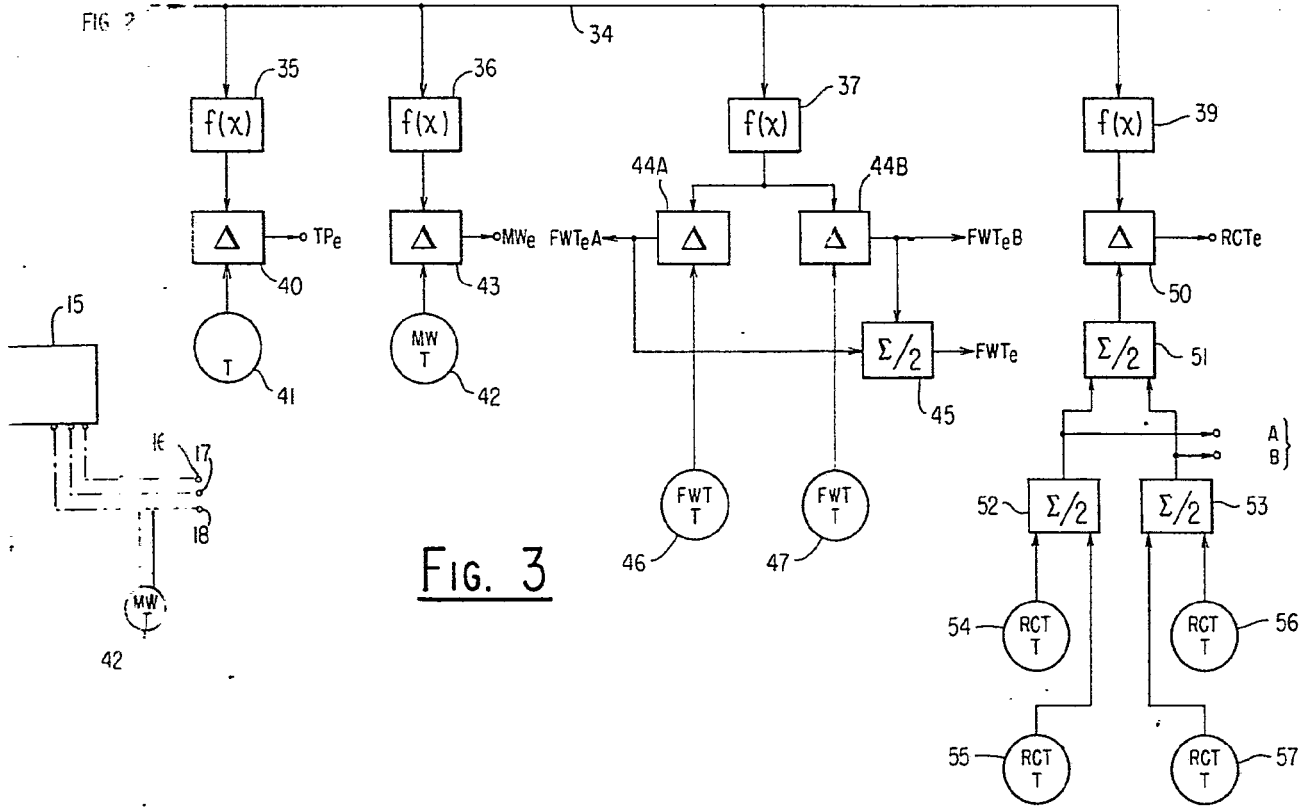 FIG 2
34
35
36
37
39
f(χ)
f(χ)
f(χ)
f(χ)
44A
44B
Δ
TPe
Δ
MWe
FWTeA
Δ
Δ
FWTeB
Δ
RCTe
40
43
50
15
T
41
MW
T
42
Σ/2
FWTe
45
Σ/2
51
A
B
16
17
18
FWT
T
46
FWT
T
47
52
Σ/2
Σ/2
53
MW
T
42
FIG. 3
54
RCT
T
RCT
T
56
55
RCT
T
RCT
T
57